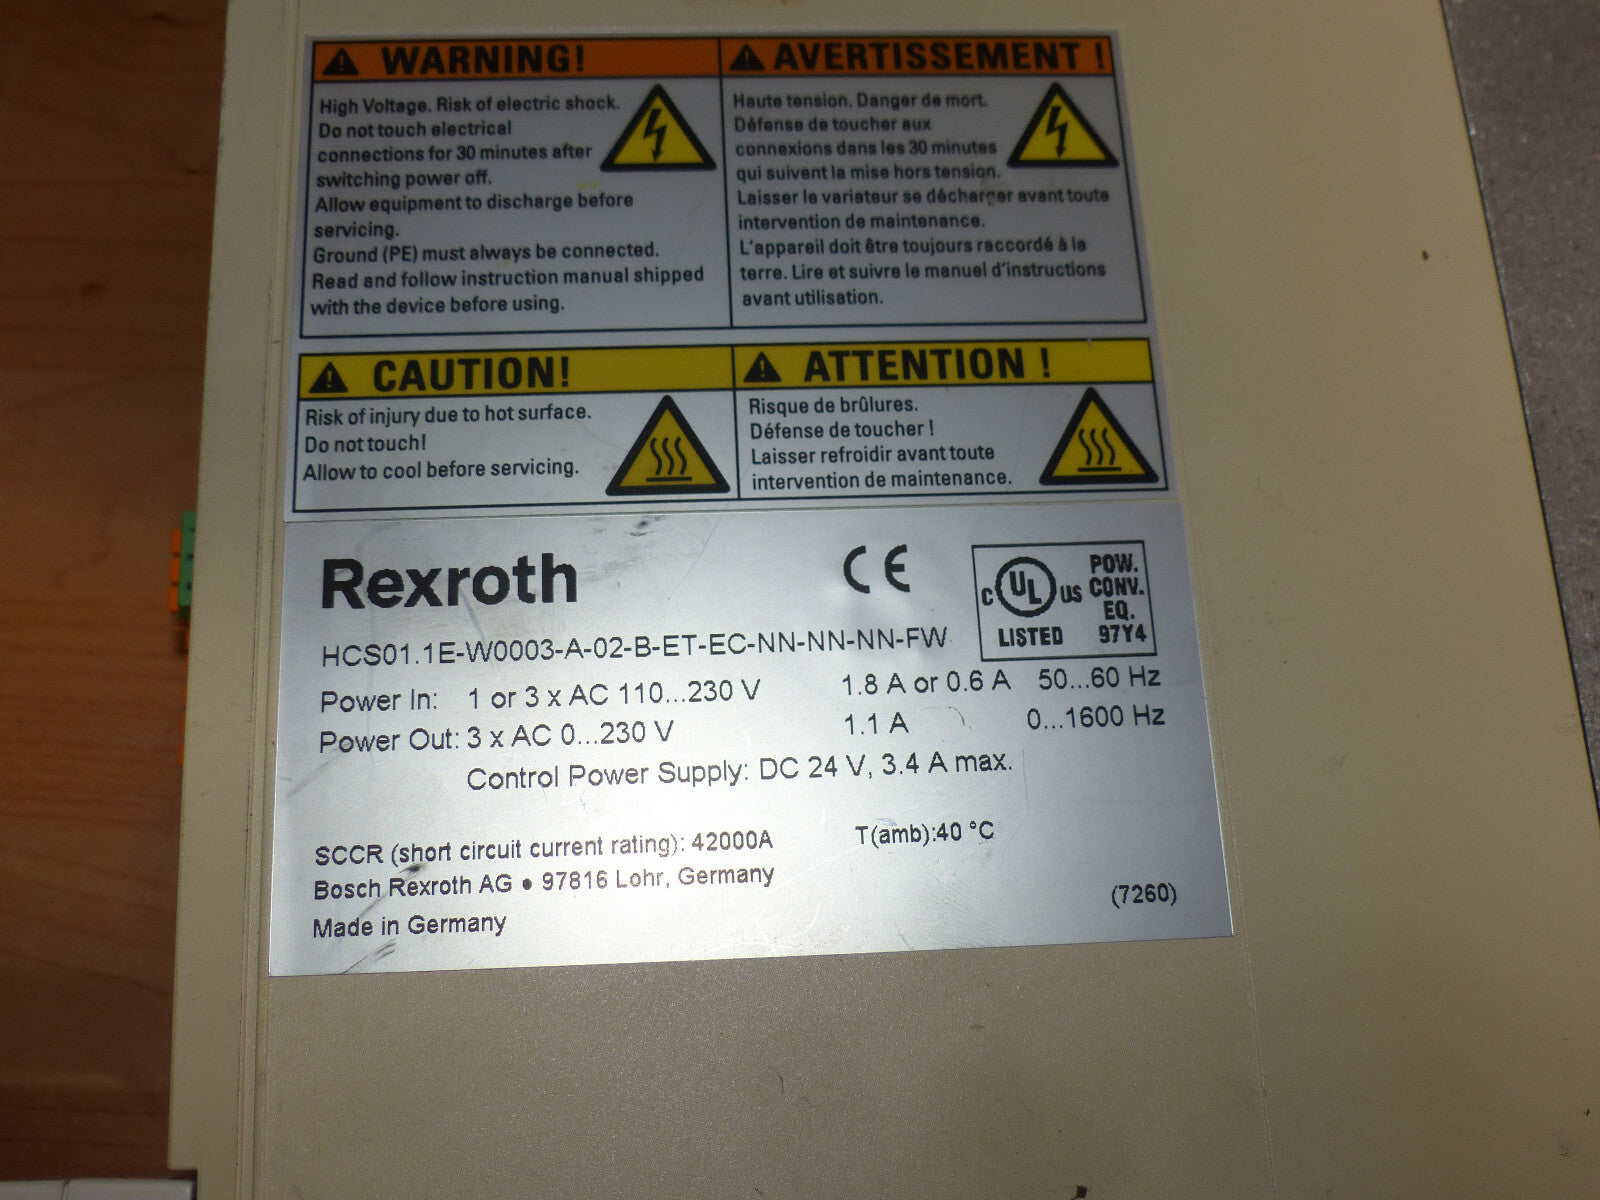 WARNING!
High Voltage. Risk of electric shock.
Do not touch electrical
connections for 30 minutes after
switching power off.
Allow equipment to discharge before
servicing.
Ground (PE) must always be connected.
Read and follow instruction manual shipped
with the device before using.
AVERTISSEMENT !
Haute tension. Danger de mort.
Défense de toucher aux
connexions dans les 30 minutes
qui suivent la mise hors tension.
Laisser le variateur se décharger avant toute
intervention de maintenance.
L'appareil doit être toujours raccordé à la
terre. Lire et suivre le manuel d'instructions
avant utilisation.
CAUTION!
Risk of injury due to hot surface.
Do not touch!
Allow to cool before servicing.
ATTENTION !
Risque de brûlures.
Défense de toucher !
Laisser refroidir avant toute
intervention de maintenance.
Rexroth
CE
C UL US
LISTED
POW.
CONV.
EQ.
97Y4
HCS01.1E-W0003-A-02-B-ET-EC-NN-NN-NN-FW
Power In: 1 or 3 x AC 110...230 V 1.8 A or 0.6 A 50...60 Hz
Power Out: 3 x AC 0...230 V 1.1 A 0...1600 Hz
Control Power Supply: DC 24 V, 3.4 A max.
SCCR (short circuit current rating): 42000A T(amb):40 °C
Bosch Rexroth AG • 97816 Lohr, Germany
Made in Germany (7260)